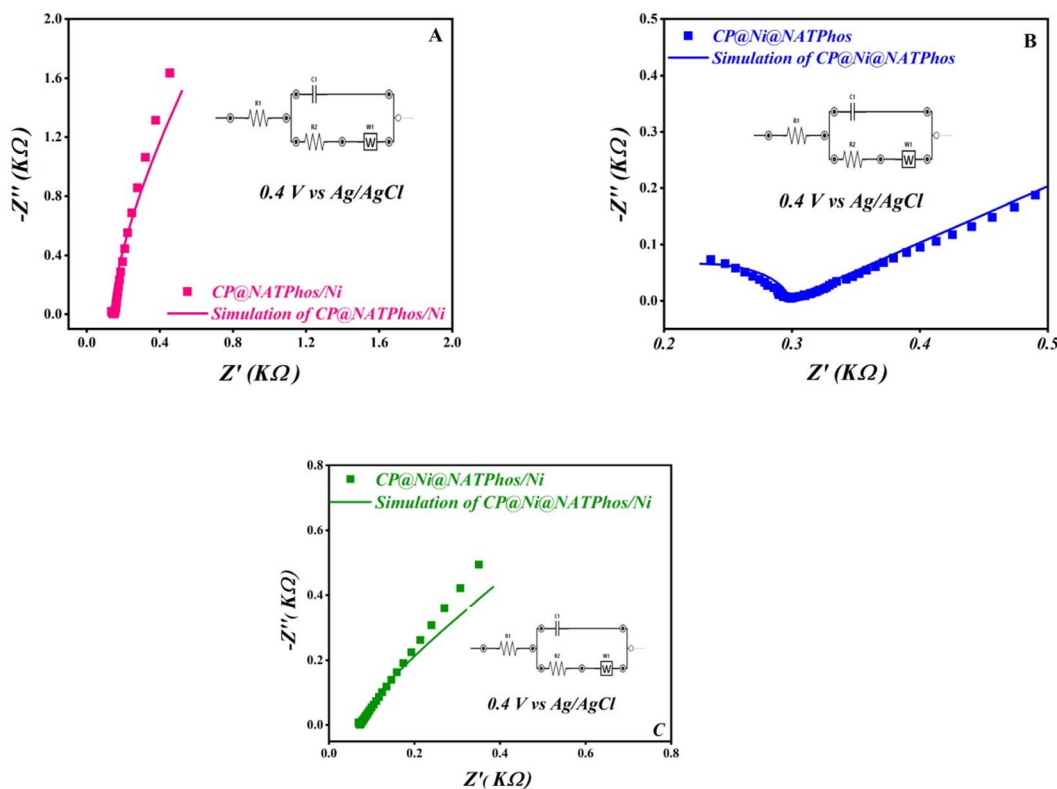 A
2.0
1.6
1.2
0.8
0.4
0.0
-Z'' (KΩ)
C1
R1
R2
W1
W
0.4 V vs Ag/AgCl
CP@NATPhos/Ni
Simulation of CP@NATPhos/Ni
0.0 0.4 0.8 1.2 1.6 2.0
Z' (KΩ)
B
CP@Ni@NATPhos
Simulation of CP@Ni@NATPhos
0.5
0.4
0.3
0.2
0.1
0.0
-Z'' (KΩ)
C1
R1
R2
W1
W
0.4 V vs Ag/AgCl
0.2 0.3 0.4 0.5
Z' (KΩ)
CP@Ni@NATPhos/Ni
Simulation of CP@Ni@NATPhos/Ni
0.8
0.6
0.4
0.2
0.0
-Z''( KΩ)
C1
R1
R2
W1
W
0.4 V vs Ag/AgCl
C
0.0 0.2 0.4 0.6 0.8
Z'( KΩ)